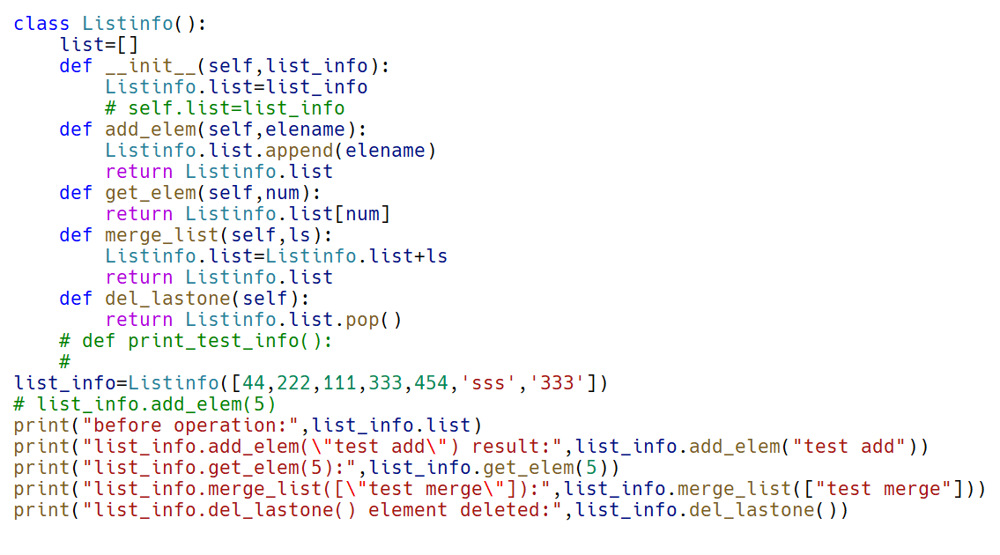 class Listinfo():
    list=[]
    def __init__(self,list_info):
        Listinfo.list=list_info
        # self.list=list_info
    def add_elem(self,elename):
        Listinfo.list.append(elename)
        return Listinfo.list
    def get_elem(self,num):
        return Listinfo.list[num]
    def merge_list(self,ls):
        Listinfo.list=Listinfo.list+ls
        return Listinfo.list
    def del_lastone(self):
        return Listinfo.list.pop()
    # def print_test_info():
    #
list_info=Listinfo([44,222,111,333,454,'sss','333'])
# list_info.add_elem(5)
print("before operation:",list_info.list)
print("list_info.add_elem(\"test add\") result:",list_info.add_elem("test add"))
print("list_info.get_elem(5):",list_info.get_elem(5))
print("list_info.merge_list([\"test merge\"]):",list_info.merge_list(["test merge"]))
print("list_info.del_lastone() element deleted:",list_info.del_lastone())